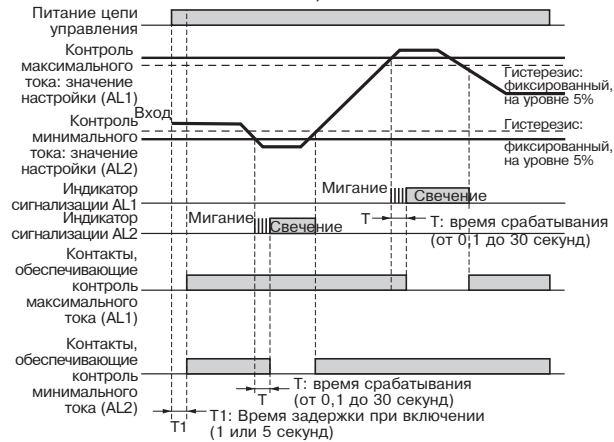 Питание цепи
управления
Контроль
максимального
тока: значение
настройки (AL1)
Гистерезис:
фиксированный,
на уровне 5%
Вход
Контроль
минимального
тока: значение
настройки (AL2)
Гистерезис:
фиксированный,
на уровне 5%
Индикатор
сигнализации AL1
Мигание
Свечение
Индикатор
сигнализации AL2
Мигание
Свечение
T
T: время срабатывания
(от 0,1 до 30 секунд)
Контакты,
обеспечивающие
контроль
максимального
тока (AL1)
Контакты,
обеспечивающие
контроль
минимального
тока (AL2)
T
T: время срабатывания
(от 0,1 до 30 секунд)
T1
T1: Время задержки при включении
(1 или 5 секунд)